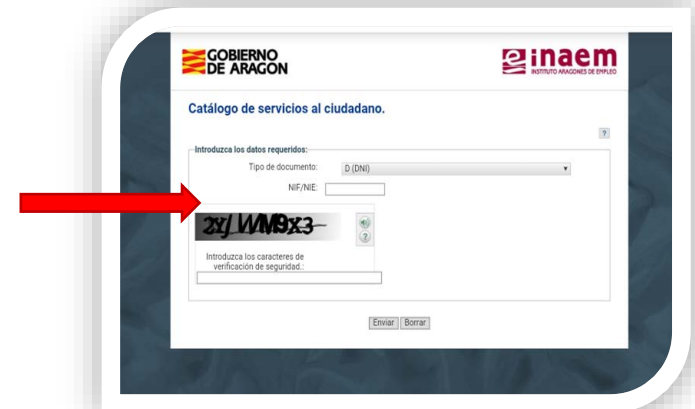 GOBIERNO
DE ARAGON
inaem
INSTITUTO ARAGONES DE EMPLEO
Catálogo de servicios al ciudadano.
?
Introduzca los datos requeridos:
Tipo de documento: D (DNI)
NIF/NIE:
?
Introduzca los caracteres de
verificación de seguridad.:
Enviar Borrar